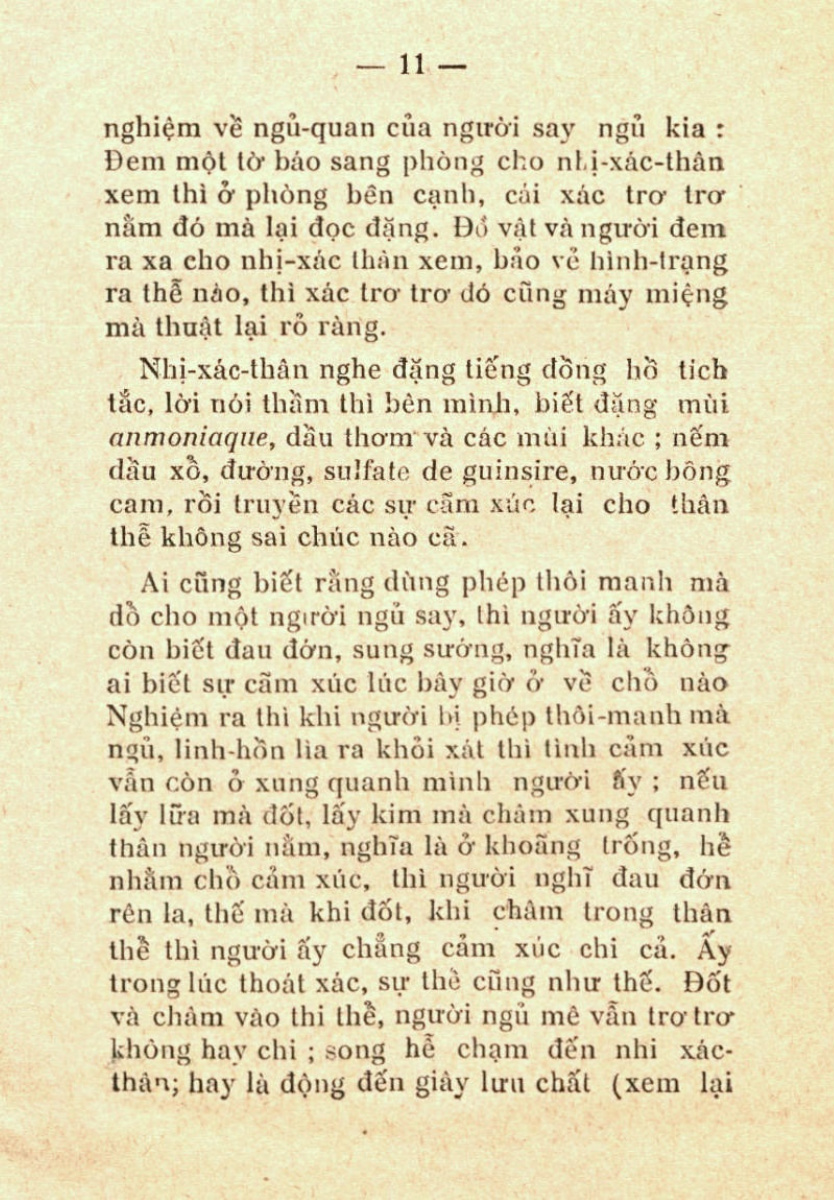 — 11 —
nghiệm về ngủ-quan của người say ngủ kia :
Đem một tờ báo sang phòng cho nhị-xác-thân
xem thì ở phòng bên cạnh, cái xác trơ trơ
nằm đó mà lại đọc đặng. Đồ vật và người đem
ra xa cho nhị-xác thân xem, bảo vẻ hình-trạng
ra thể nào, thì xác trơ trơ đó cũng máy miệng
mà thuật lại rỏ ràng.
Nhị-xác-thân nghe đặng tiếng đồng hồ tích
tắc, lời nói thầm thì bên mình, biết đặng mùi
anmoniaque, dầu thơm và các mùi khác ; nếm
dầu xổ, đường, sulfate de guinsire, nước bông
cam, rồi truyền các sự cãm xúc lại cho thân
thể không sai chúc nào cã.
Ai cũng biết rằng dùng phép thôi manh mà
dồ cho một người ngủ say, thì người ấy không
còn biết đau đớn, sung sướng, nghĩa là không
ai biết sự cãm xúc lúc bây giờ ở về chỗ nào
Nghiệm ra thì khi người bị phép thôi-manh mà
ngủ, linh-hồn lìa ra khỏi xát thì tình cảm xúc
vẫn còn ở xung quanh mình người ấy ; nếu
lấy lữa mà đốt, lấy kim mà châm xung quanh
thân người nằm, nghĩa là ở khoãng trống, hề
nhằm chồ cảm xúc, thì người nghĩ đau đớn
rên la, thế mà khi đốt, khi châm trong thân
thể thì người ấy chẳng cảm xúc chi cả. Ấy
trong lúc thoát xác, sự thể cũng như thế. Đốt
và châm vào thi thể, người ngủ mê vẫn trơ trơ
không hay chi ; song hễ chạm đến nhi xác-
thân; hay là động đến giây lưu chất (xem lại